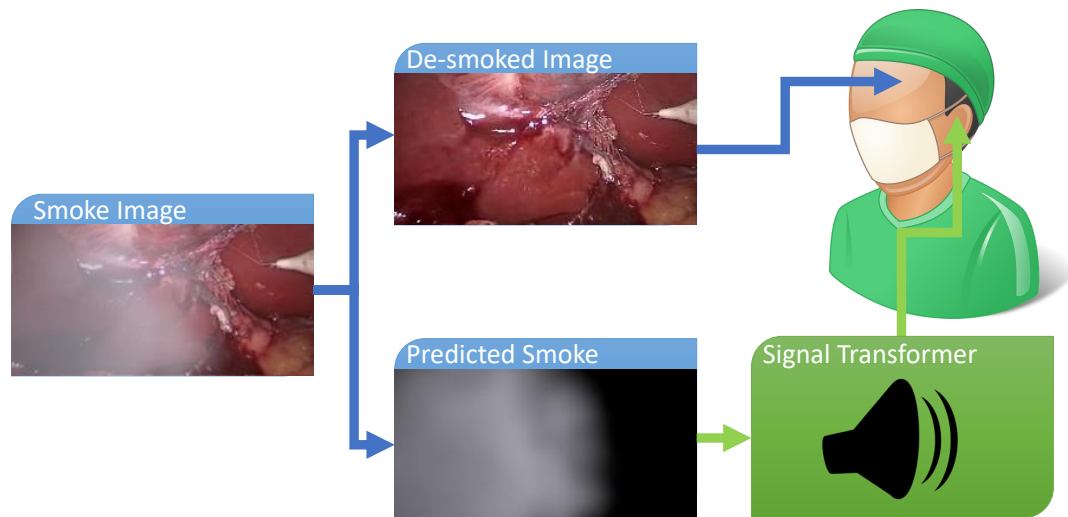 De-smoked Image
Smoke Image
Predicted Smoke
Signal Transformer